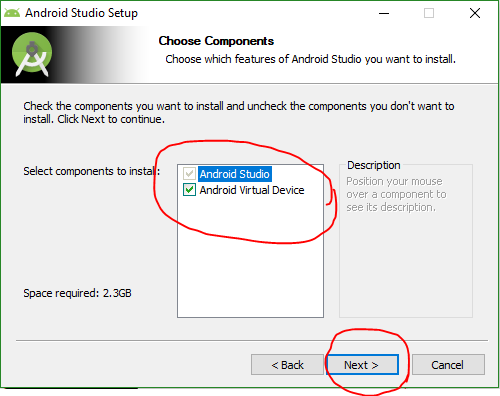 Android Studio Setup
Choose Components
Choose which features of Android Studio you want to install.
Check the components you want to install and uncheck the components you don't want to
install. Click Next to continue.
Select components to install:
Android Studio
Android Virtual Device
Description
Position your mouse
over a component to
see its description.
Space required: 2.3GB
< Back
Next >
Cancel